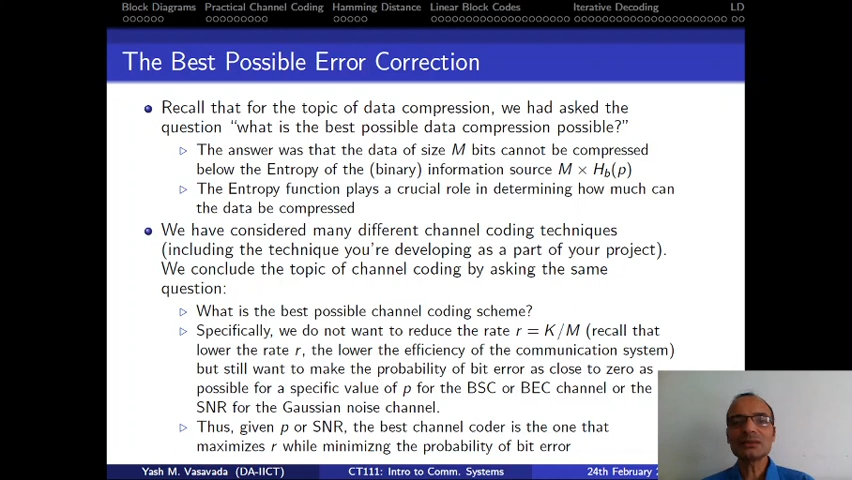 Block Diagrams Practical Channel Coding Hamming Distance Linear Block Codes Iterative Decoding LD
The Best Possible Error Correction
Recall that for the topic of data compression, we had asked the
question "what is the best possible data compression possible?"
The answer was that the data of size M bits cannot be compressed
below the Entropy of the (binary) information source M × H_b(p)
The Entropy function plays a crucial role in determining how much can
the data be compressed
We have considered many different channel coding techniques
(including the technique you're developing as a part of your project).
We conclude the topic of channel coding by asking the same
question:
What is the best possible channel coding scheme?
Specifically, we do not want to reduce the rate r = K/M (recall that
lower the rate r, the lower the efficiency of the communication system)
but still want to make the probability of bit error as close to zero as
possible for a specific value of p for the BSC or BEC channel or the
SNR for the Gaussian noise channel.
Thus, given p or SNR, the best channel coder is the one that
maximizes r while minimizng the probability of bit error
Yash M. Vasavada (DA-IICT) CT111: Intro to Comm. Systems 24th February